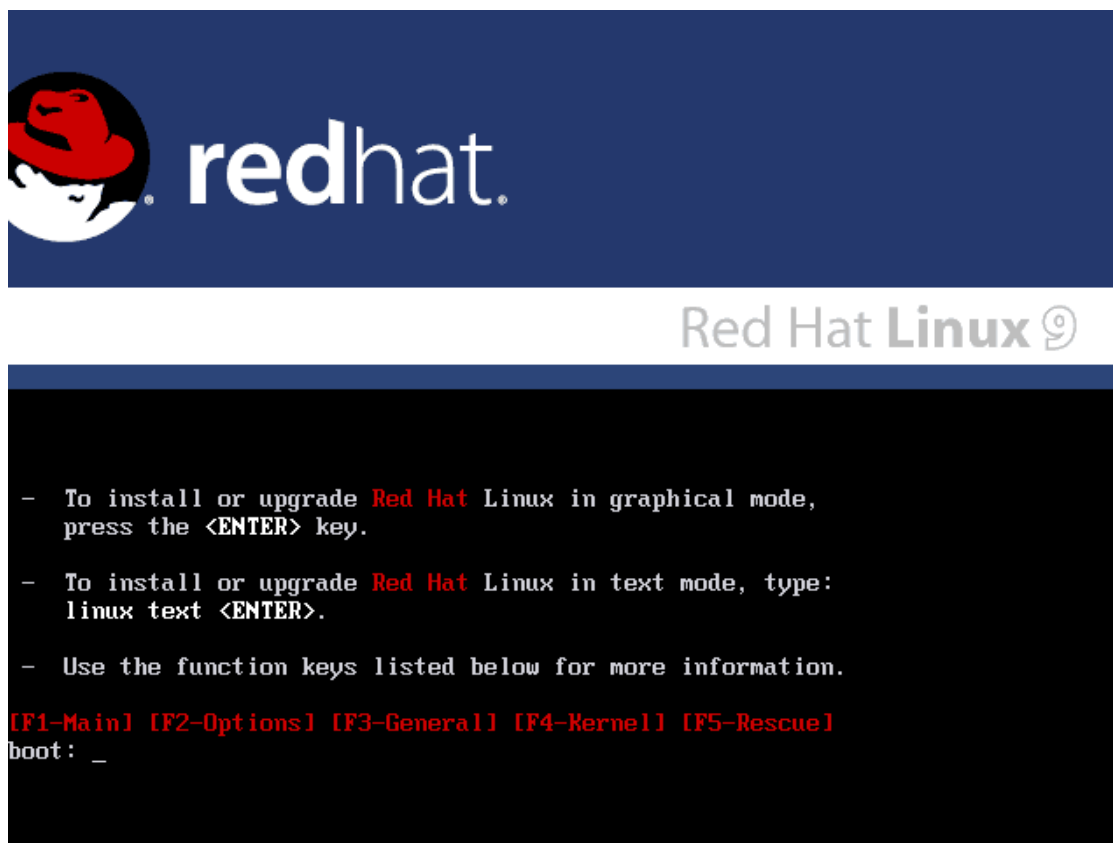 redhat.
Red Hat Linux 9
- To install or upgrade Red Hat Linux in graphical mode,
press the <ENTER> key.
- To install or upgrade Red Hat Linux in text mode, type:
linux text <ENTER>.
- Use the function keys listed below for more information.
[F1-Main] [F2-Options] [F3-General] [F4-Kernel] [F5-Rescue]
boot: _